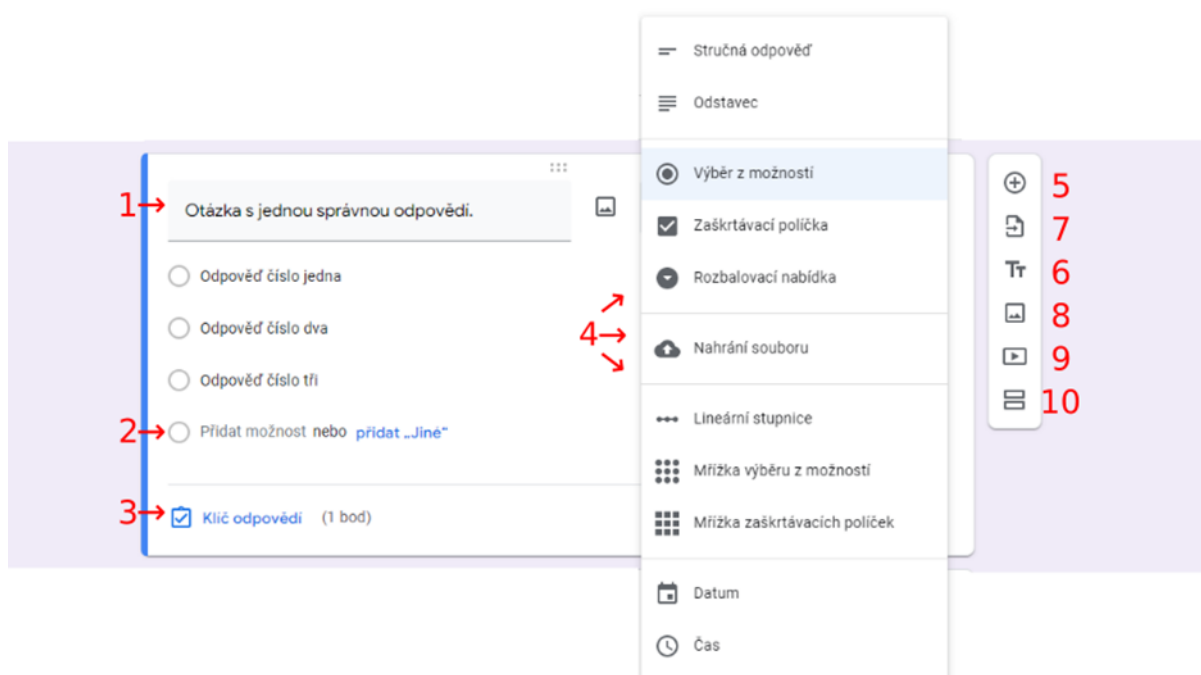 1→ Otázka s jednou správnou odpovědí.
Odpověď číslo jedna
Odpověď číslo dva
Odpověď číslo tři
2→ Přidat možnost nebo přidat „Jiné“
3→ Klíč odpovědí (1 bod)
4→
Stručná odpověď
Odstavec
Výběr z možností
Zaškrtávací políčka
Rozbalovací nabídka
Nahrání souboru
Lineární stupnice
Mřížka výběru z možností
Mřížka zaškrtávacích políček
Datum
Čas
5
7
Tт 6
8
9
10